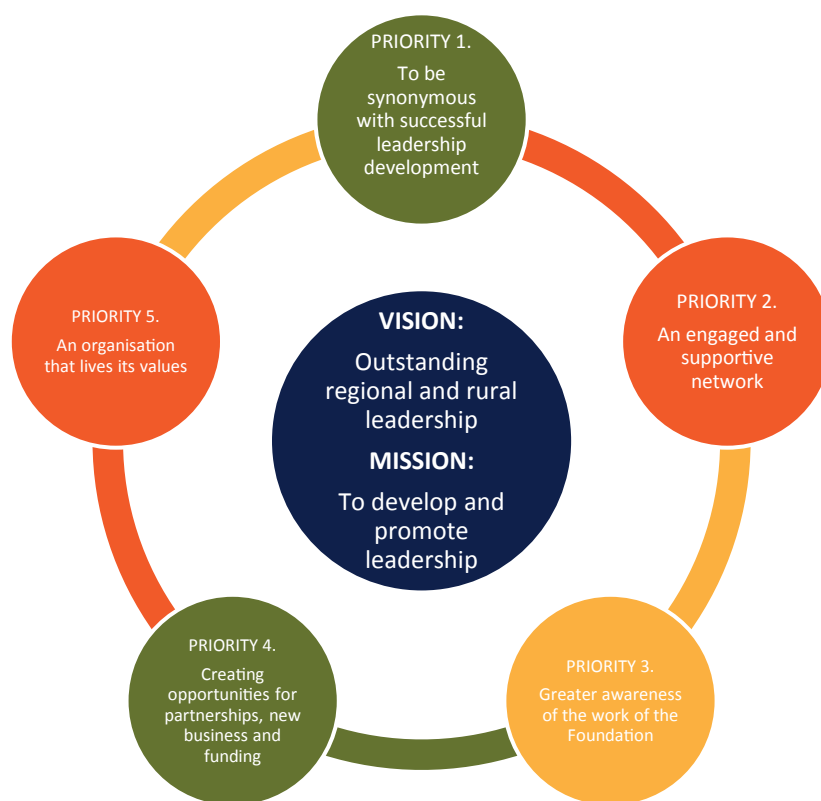 PRIORITY 1.
To be
synonymous
with successful
leadership
development
PRIORITY 2.
An engaged and
supportive
network
PRIORITY 3.
Greater awareness
of the work of the
Foundation
PRIORITY 4.
Creating
opportunities for
partnerships, new
business and
funding
PRIORITY 5.
An organisation
that lives its values
VISION:
Outstanding
regional and rural
leadership
MISSION:
To develop and
promote
leadership